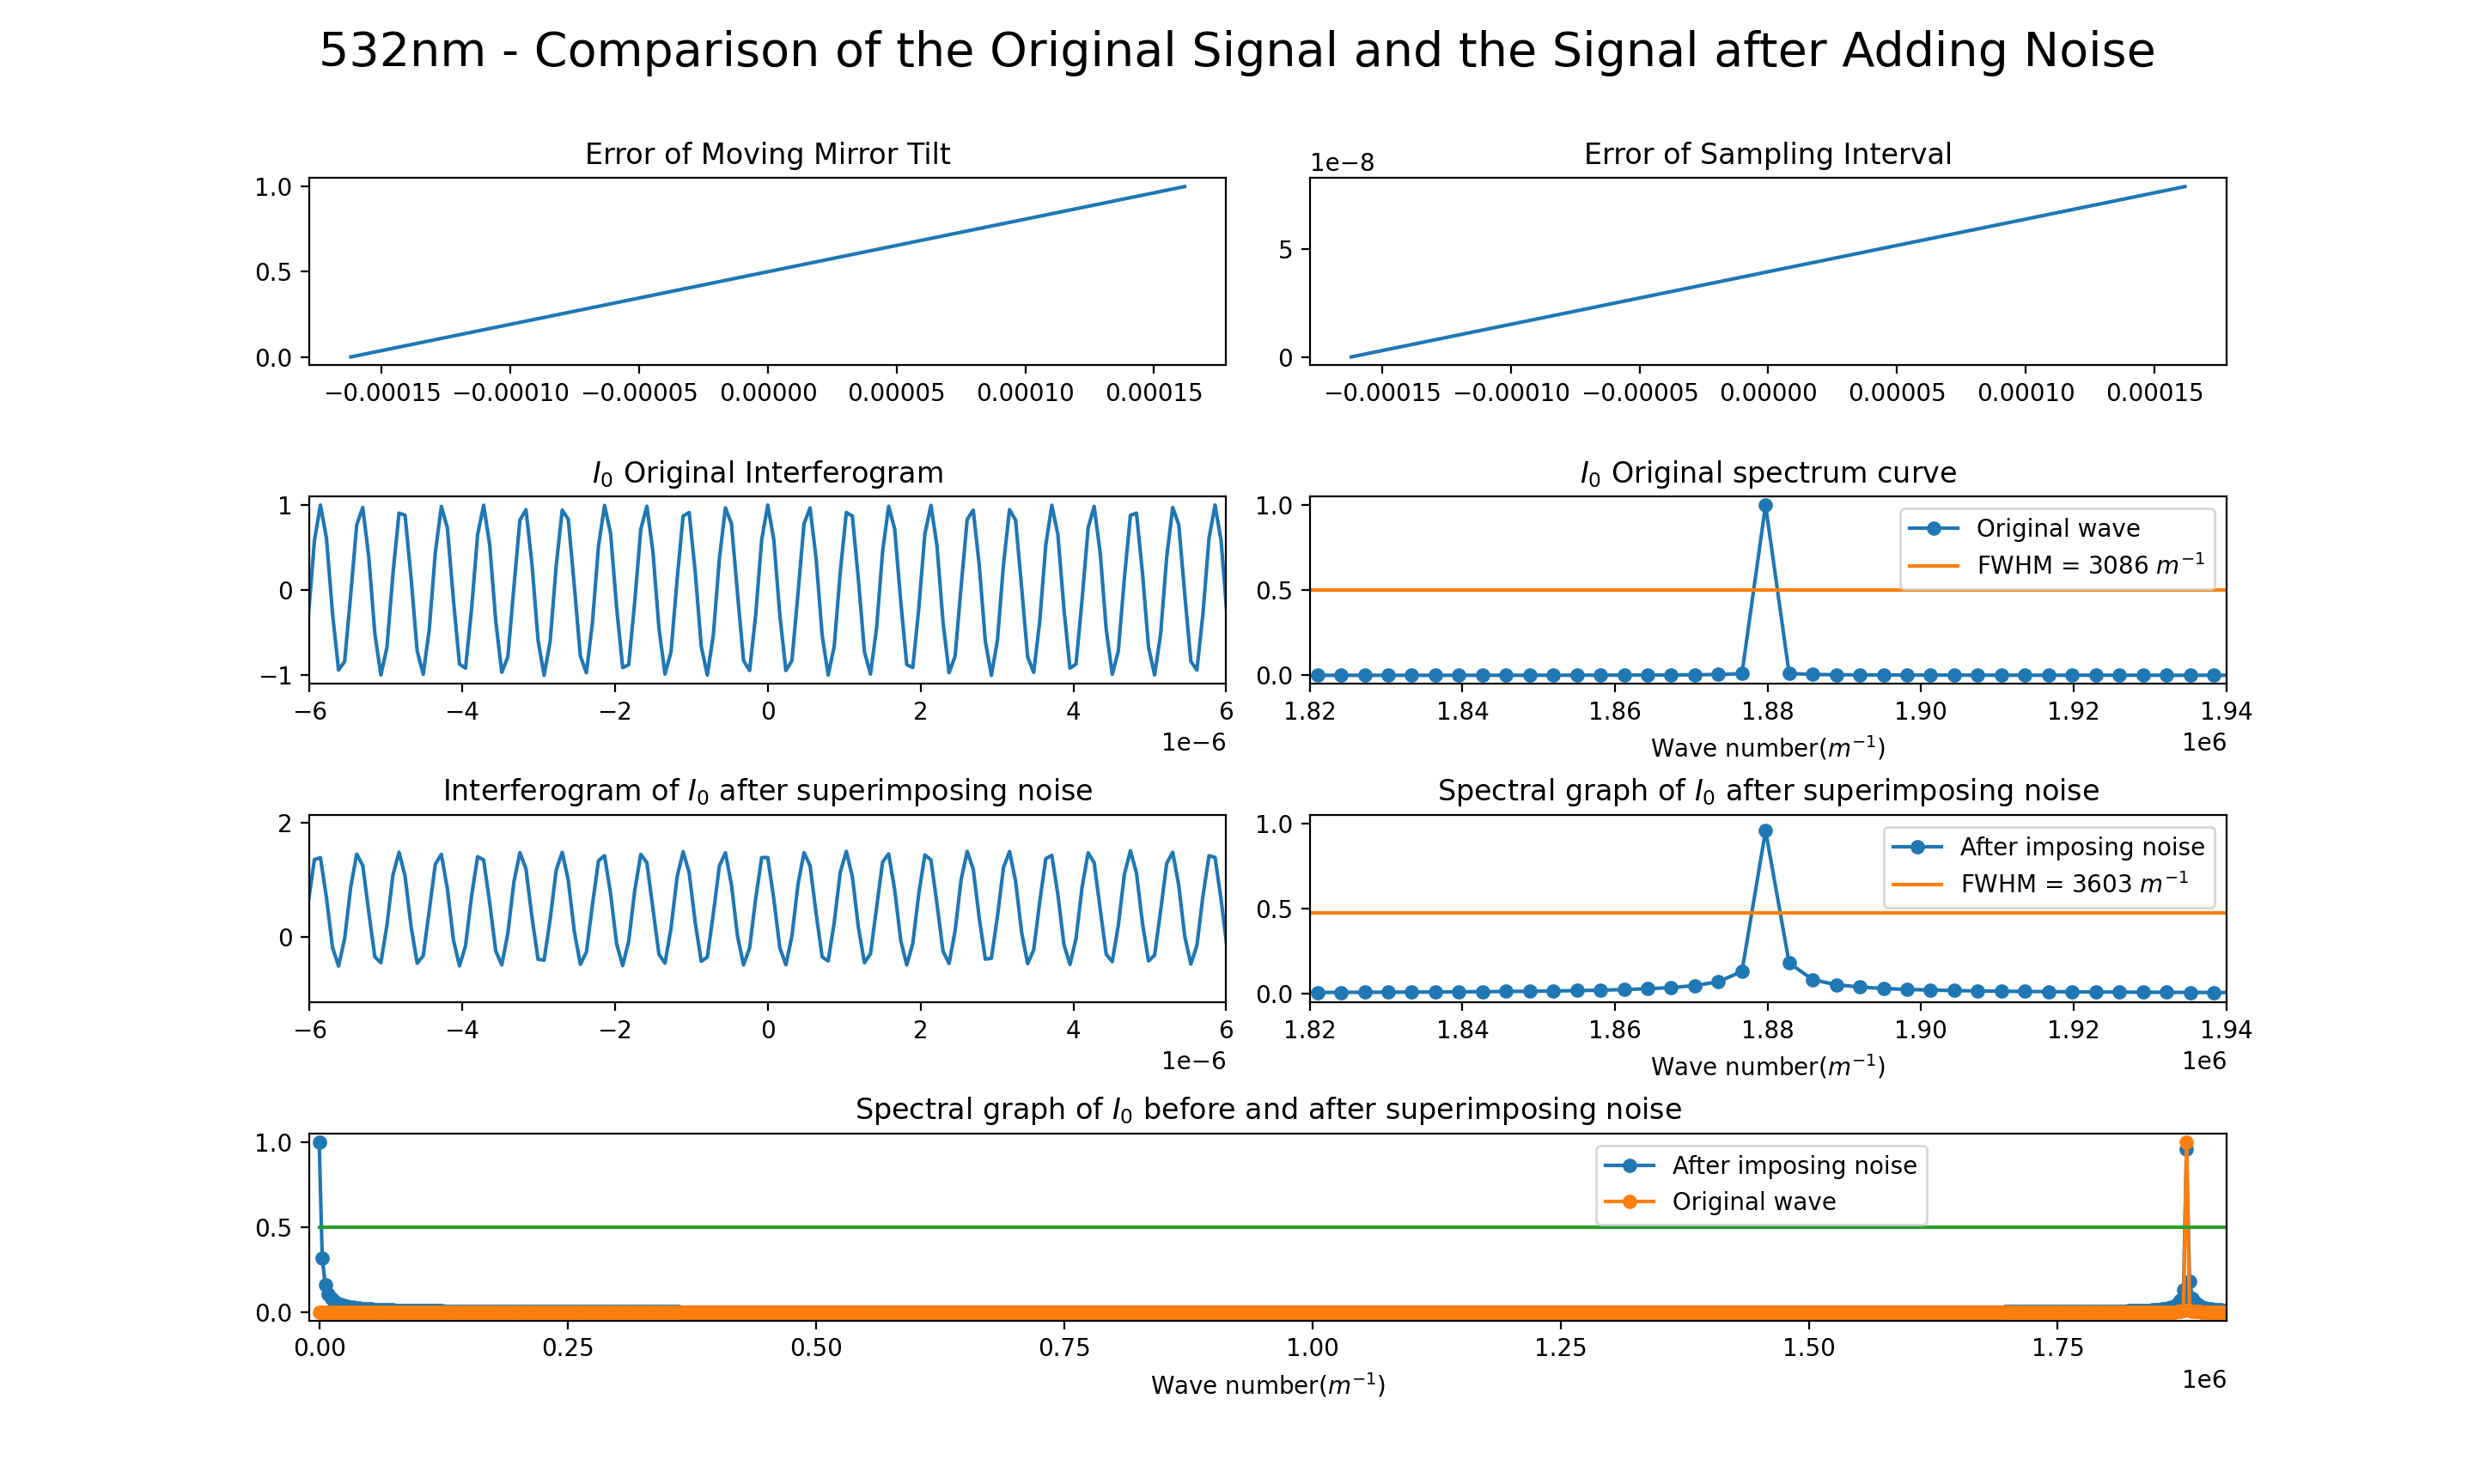 532nm - Comparison of the Original Signal and the Signal after Adding Noise
Error of Moving Mirror Tilt
1.0
0.5
0.0
−0.00015 −0.00010 −0.00005 0.00000 0.00005 0.00010 0.00015
Error of Sampling Interval
1e−8
5
0
−0.00015 −0.00010 −0.00005 0.00000 0.00005 0.00010 0.00015
I₀ Original Interferogram
1
0
−1
−6 −4 −2 0 2 4 6
1e−6
I₀ Original spectrum curve
1.0
0.5
0.0
Original wave
FWHM = 3086 m⁻¹
1.82 1.84 1.86 1.88 1.90 1.92 1.94
Wave number(m⁻¹)
1e6
Interferogram of I₀ after superimposing noise
2
0
−6 −4 −2 0 2 4 6
1e−6
Spectral graph of I₀ after superimposing noise
1.0
0.5
0.0
After imposing noise
FWHM = 3603 m⁻¹
1.82 1.84 1.86 1.88 1.90 1.92 1.94
Wave number(m⁻¹)
1e6
Spectral graph of I₀ before and after superimposing noise
1.0
0.5
0.0
After imposing noise
Original wave
0.00 0.25 0.50 0.75 1.00 1.25 1.50 1.75
Wave number(m⁻¹)
1e6